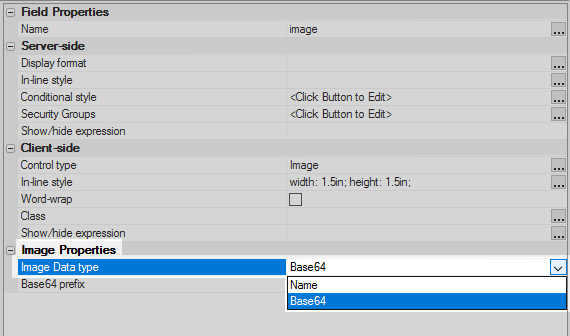 Field Properties
Name image ...
Server-side
Display format ...
In-line style ...
Conditional style <Click Button to Edit> ...
Security Groups <Click Button to Edit> ...
Show/hide expression
Client-side
Control type Image ...
In-line style width: 1.5in; height: 1.5in; ...
Word-wrap
Class ...
Show/hide expression ...
Image Properties
Image Data type Base64
Base64 prefix Name
Base64